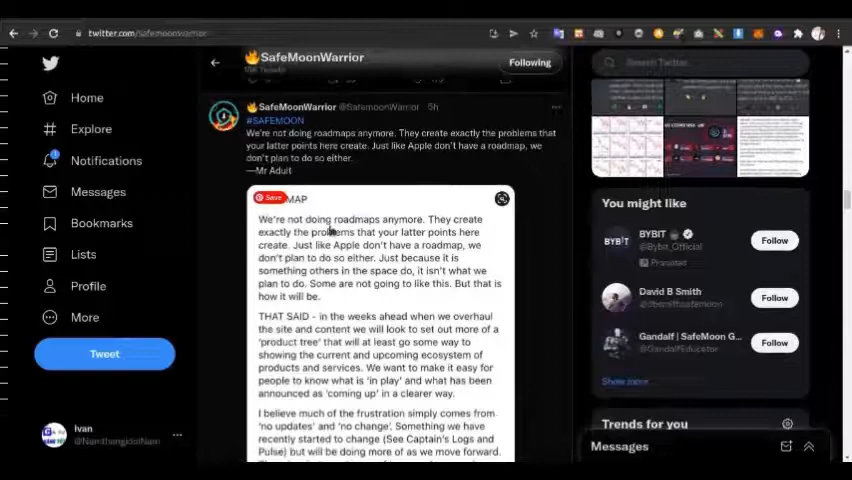 twitter.com/safemoonwarrior
SafeMoonWarrior
Following
Search Twitter
Home
Explore
Notifications
Messages
Bookmarks
Lists
Profile
More
Tweet
Ivan
SafeMoonWarrior @SafemoonWarrior · 5h
#SAFEMOON
We're not doing roadmaps anymore. They create exactly the problems that
your latter points here create. Just like Apple don't have a roadmap, we
don't plan to do so either.
—Mr Adult
Save
MAP
We're not doing roadmaps anymore. They create
exactly the problems that your latter points here
create. Just like Apple don't have a roadmap, we
don't plan to do so either. Just because it is
something others in the space do, it isn't what we
plan to do. Some are not going to like this. But that is
how it will be.
THAT SAID - in the weeks ahead when we overhaul
the site and content we will look to set out more of a
'product tree' that will at least go some way to
showing the current and upcoming ecosystem of
products and services. We want to make it easy for
people to know what is 'in play' and what has been
announced as 'coming up' in a clearer way.
I believe much of the frustration simply comes from
'no updates' and 'no change'. Something we have
recently started to change (See Captain's Logs and
Pulse) but will be doing more of as we move forward.
You might like
BYBIT
@Bybit_Official
Promoted
Follow
David B Smith
Follow
Gandalf | SafeMoon G...
@GandalfEducator
Follow
Show more
Trends for you
Messages